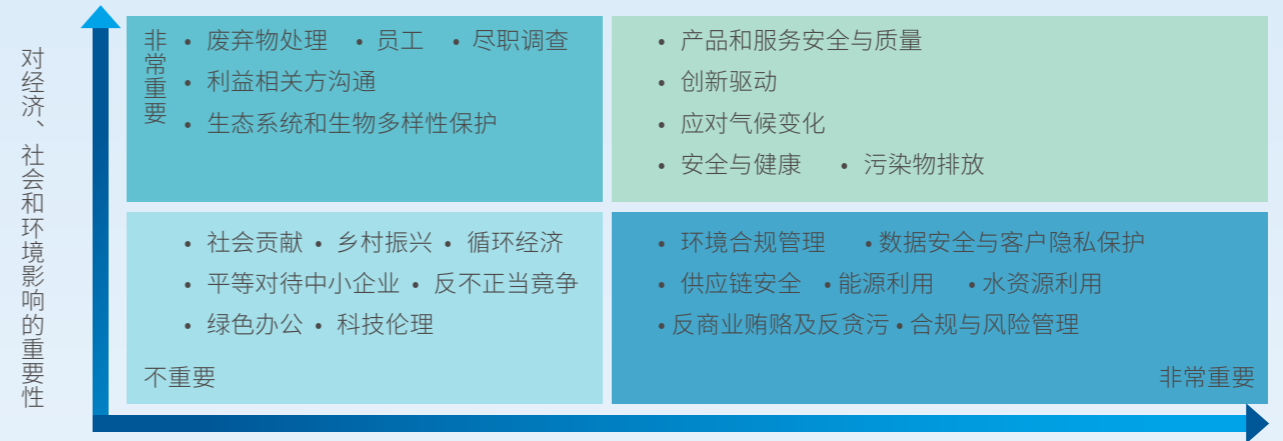 对经济、社会和环境影响的重要性
非常重要
• 废弃物处理 • 员工 • 尽职调查
• 利益相关方沟通
• 生态系统和生物多样性保护
• 产品和服务安全与质量
• 创新驱动
• 应对气候变化
• 安全与健康 • 污染物排放
• 社会贡献 • 乡村振兴 • 循环经济
• 平等对待中小企业 • 反不正当竟争
• 绿色办公 • 科技伦理
不重要
• 环境合规管理 • 数据安全与客户隐私保护
• 供应链安全 • 能源利用 • 水资源利用
• 反商业贿赂及反贪污 • 合规与风险管理
非常重要